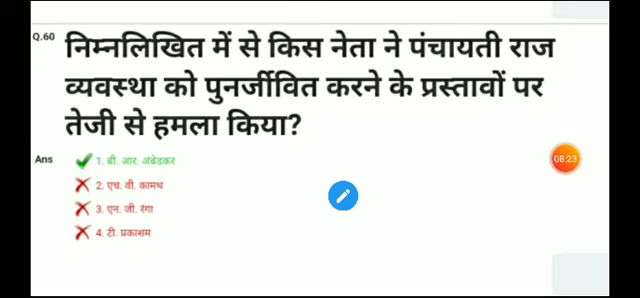 Q.60 निम्नलिखित में से किस नेता ने पंचायती राज
व्यवस्था को पुनर्जीवित करने के प्रस्तावों पर
तेजी से हमला किया?
Ans 1. बी. आर. अंबेडकर
2. एच. वी. कामथ
3. एन. जी. रंगा
4. टी. प्रकाशम
08:23